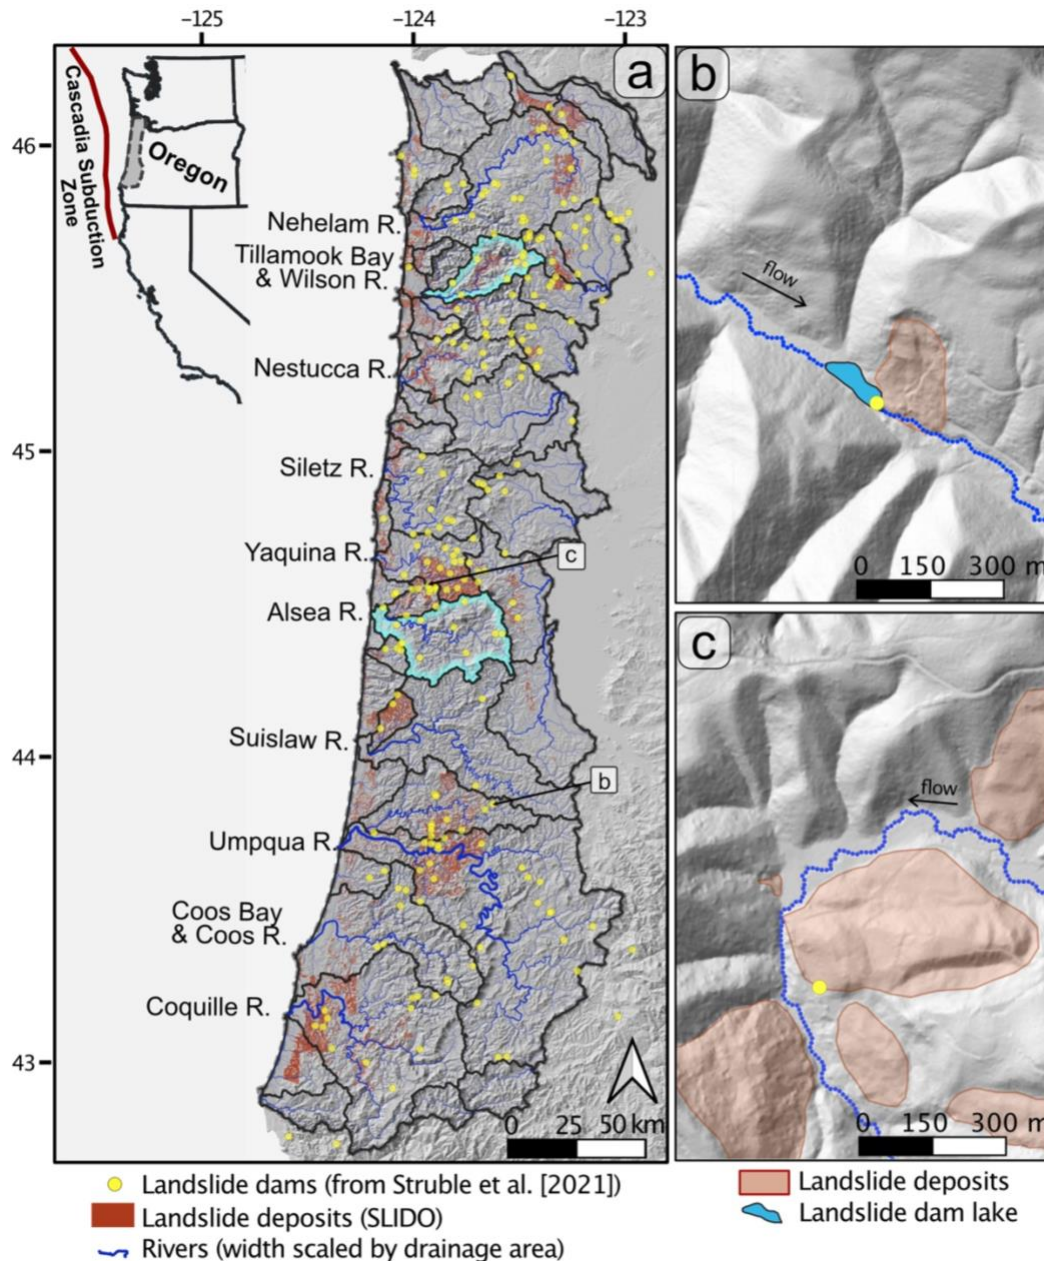 −125
−124
−123
46
45
44
43
a
Cascadia Subduction
Zone
Oregon
Nehelam R.
Tillamook Bay
& Wilson R.
Nestucca R.
Siletz R.
Yaquina R.
c
Alsea R.
Suislaw R.
b
Umpqua R.
Coos Bay
& Coos R.
Coquille R.
0 25 50 km
b
flow
0 150 300 m
c
flow
0 150 300 m
Landslide dams (from Struble et al. [2021])
Landslide deposits (SLIDO)
Rivers (width scaled by drainage area)
Landslide deposits
Landslide dam lake